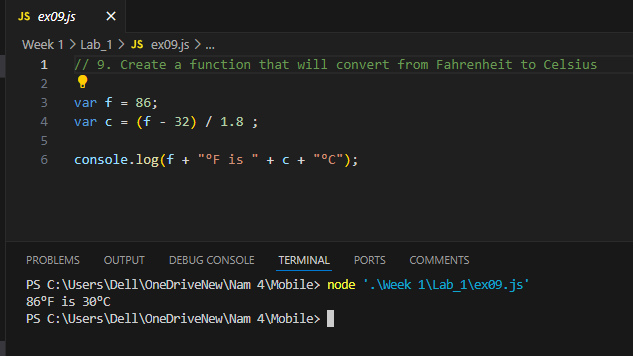 JS ex09.js ×
Week 1 > Lab_1 > JS ex09.js > ...
1 // 9. Create a function that will convert from Fahrenheit to Celsius
2
3 var f = 86;
4 var c = (f - 32) / 1.8 ;
5
6 console.log(f + "°F is " + c + "°C");
PROBLEMS OUTPUT DEBUG CONSOLE TERMINAL PORTS COMMENTS
PS C:\Users\Dell\OneDriveNew\Nam 4\Mobile> node '.\Week 1\Lab_1\ex09.js'
86°F is 30°C
PS C:\Users\Dell\OneDriveNew\Nam 4\Mobile>